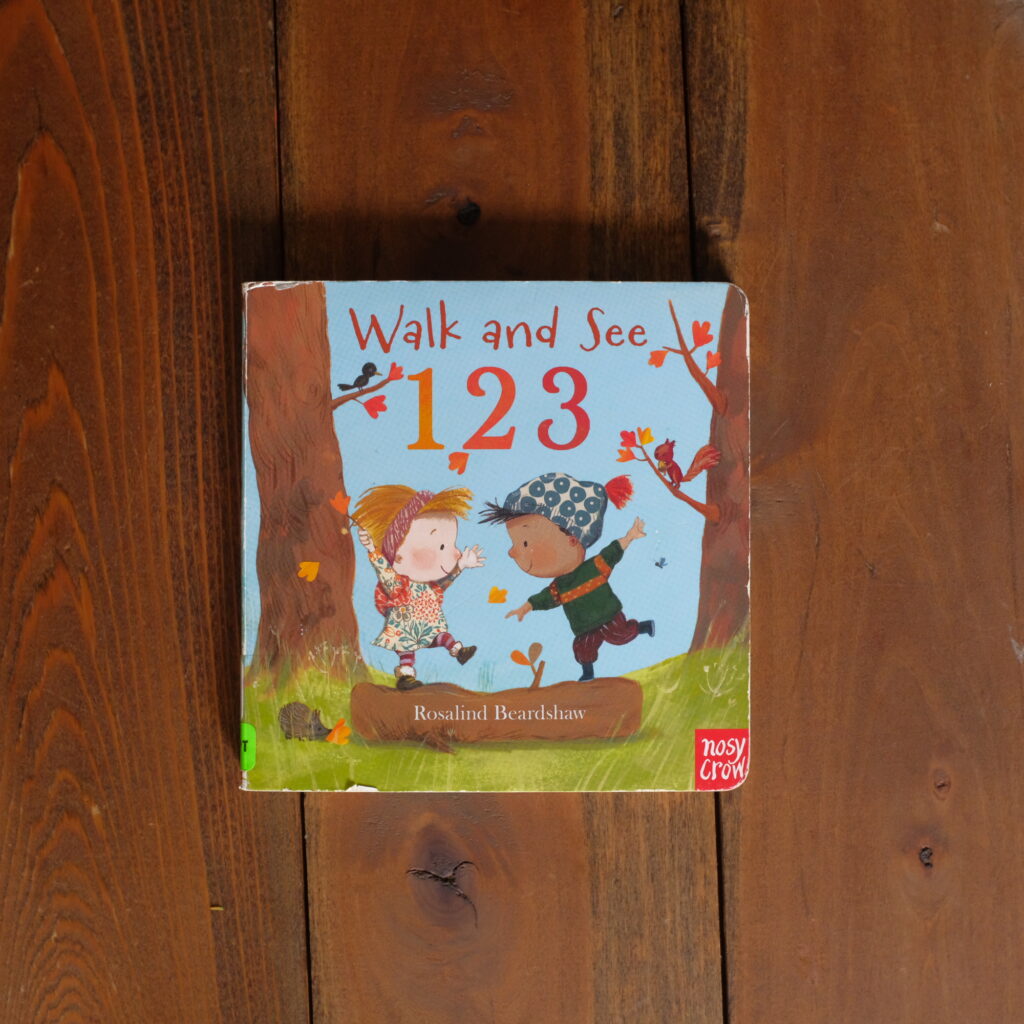 Walk and See
123
Rosalind Beardshaw
T
nosy
crow